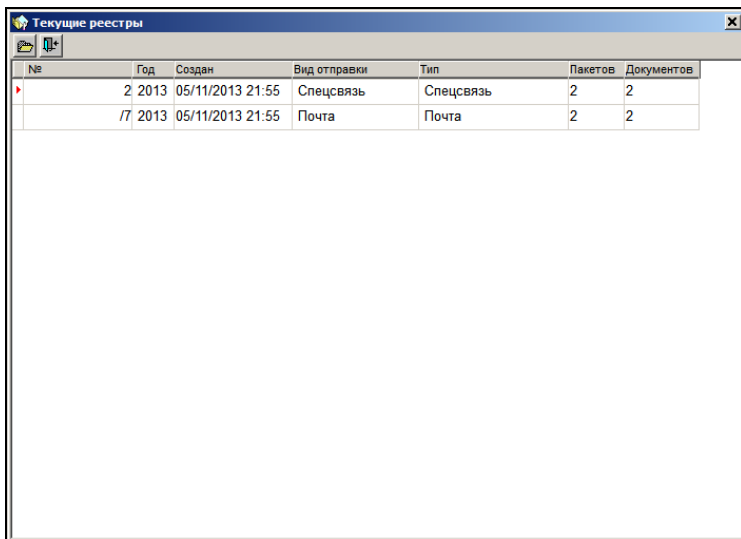 Текущие реестры
№ Год Создан Вид отправки Тип Пакетов Документов
2 2013 05/11/2013 21:55 Спецсвязь Спецсвязь 2 2
/7 2013 05/11/2013 21:55 Почта Почта 2 2